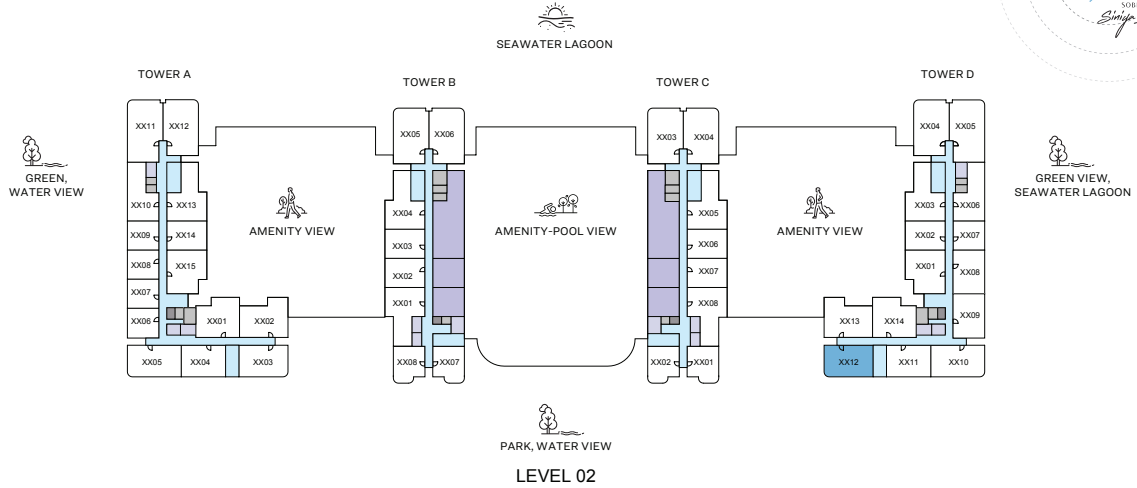 SOB
Siniya
SEAWATER LAGOON
TOWER A
TOWER B
TOWER C
TOWER D
XX11 XX12
XX05 XX06
XX03 XX04
XX04 XX05
GREEN,
WATER VIEW
GREEN VIEW,
SEAWATER LAGOON
XX10 XX13
XX09 XX14
XX08 XX15
XX07
XX06 XX01 XX02
XX05 XX04 XX03
AMENITY VIEW
XX04
XX03
XX02
XX01
XX08 XX07
AMENITY-POOL VIEW
XX05
XX06
XX07
XX08
XX02 XX01
AMENITY VIEW
XX03 XX06
XX02 XX07
XX01 XX08
XX09
XX13 XX14
XX12 XX11 XX10
PARK, WATER VIEW
LEVEL 02